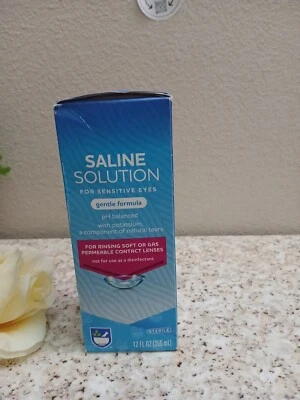 SALINE
SOLUTION
FOR SENSITIVE EYES
gentle formula
pH balanced
with potassium,
a component of natural tears
FOR RINSING SOFT OR GAS
PERMEABLE CONTACT LENSES
not for use as a disinfectant
STERILE
12 FL OZ (355 mL)